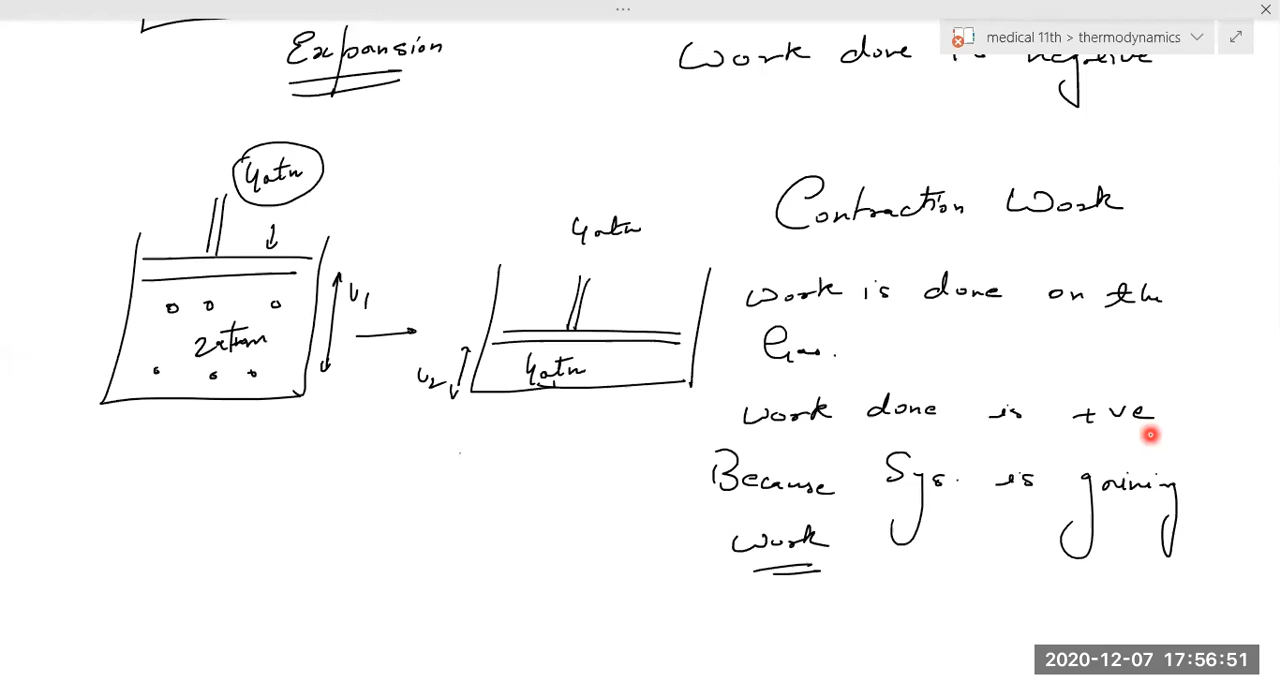 medical 11th > thermodynamics
Expansion
Work done is negative
4atm
2atm
V1
4atm
4atm
V2
Contraction Work
Work is done on the
Gas.
Work done is +ve
Because Sys. is gaining
work
2020-12-07 17:56:51